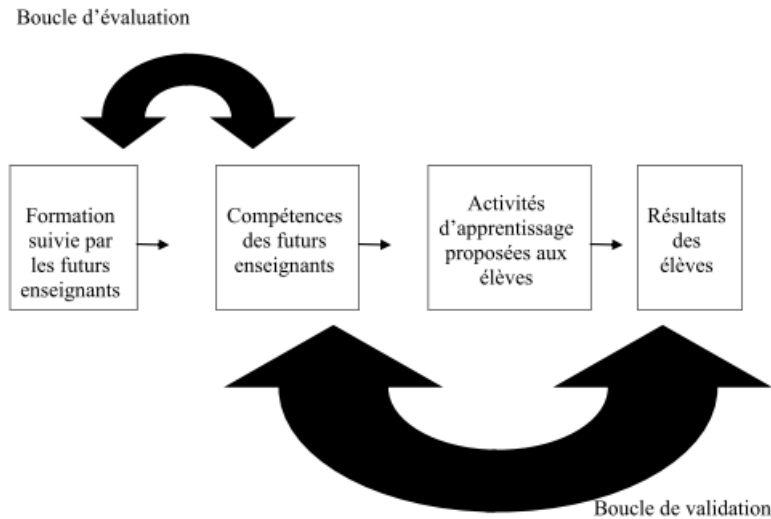 Boucle d'évaluation
Formation
suivie par
les futurs
enseignants
Compétences
des futurs
enseignants
Activités
d'apprentissage
proposées aux
élèves
Résultats
des
élèves
Boucle de validation